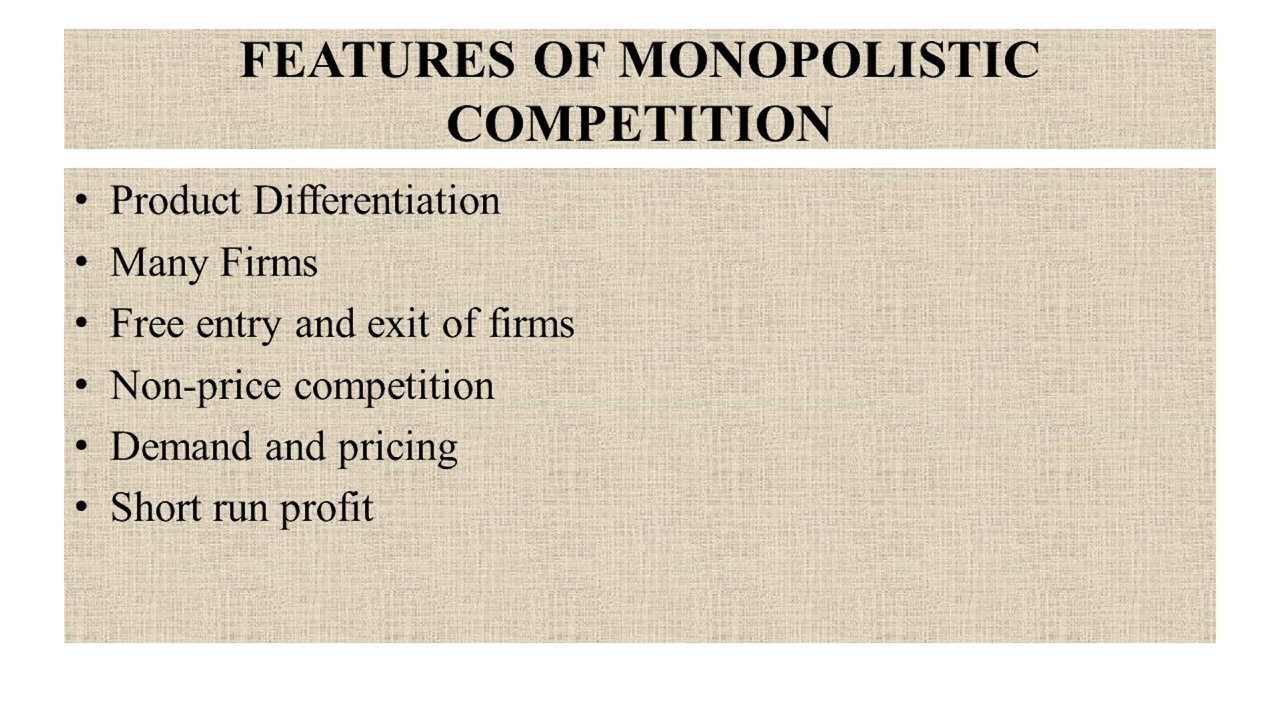 FEATURES OF MONOPOLISTIC
COMPETITION
• Product Differentiation
• Many Firms
• Free entry and exit of firms
• Non-price competition
• Demand and pricing
• Short run profit